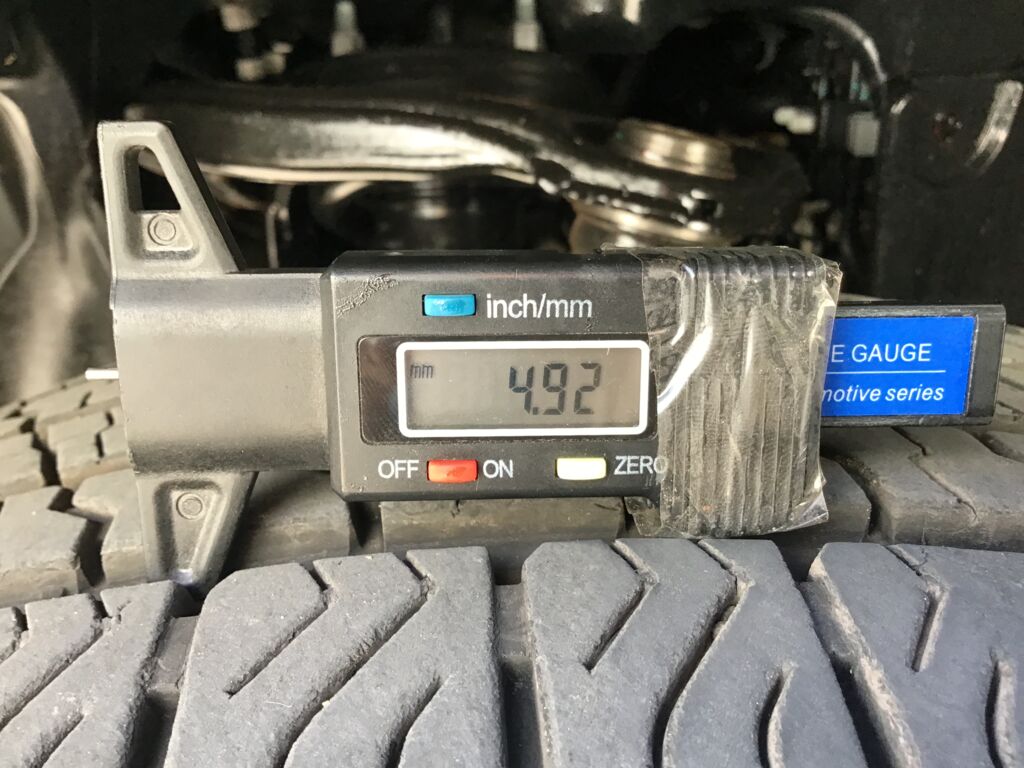 inch/mm
mm
4.92
OFF ON ZERO
E GAUGE
motive series